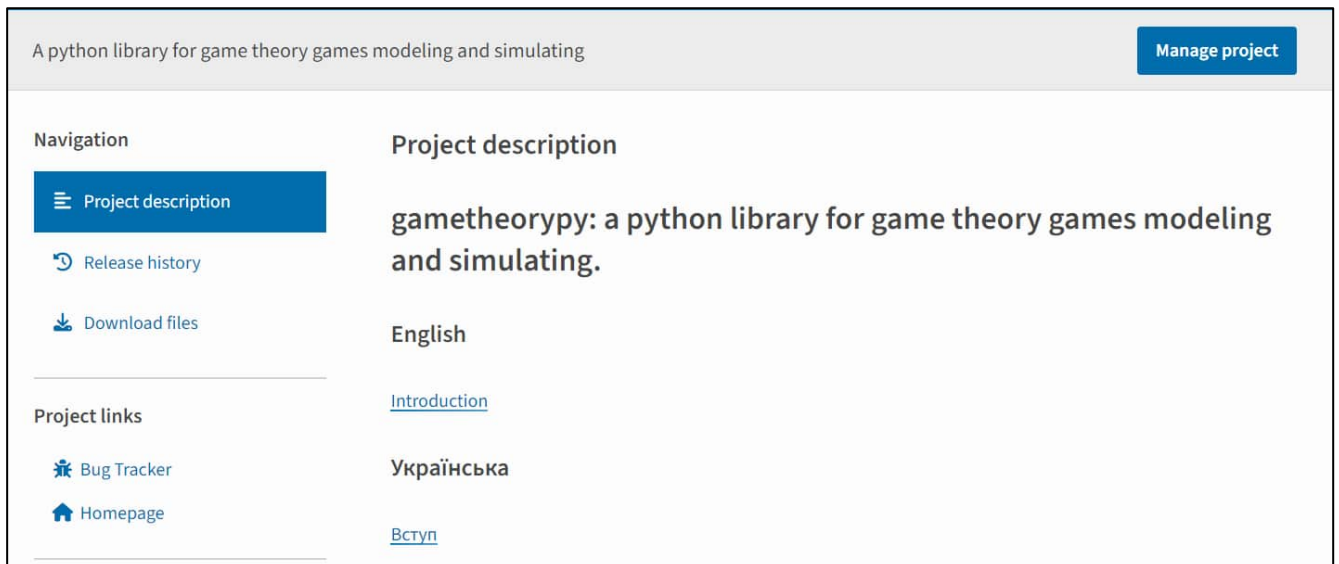 A python library for game theory games modeling and simulating
Manage project
Navigation
Project description
Release history
Download files
Project links
Bug Tracker
Homepage
Project description
gametheorypy: a python library for game theory games modeling
and simulating.
English
Introduction
Українська
Вступ